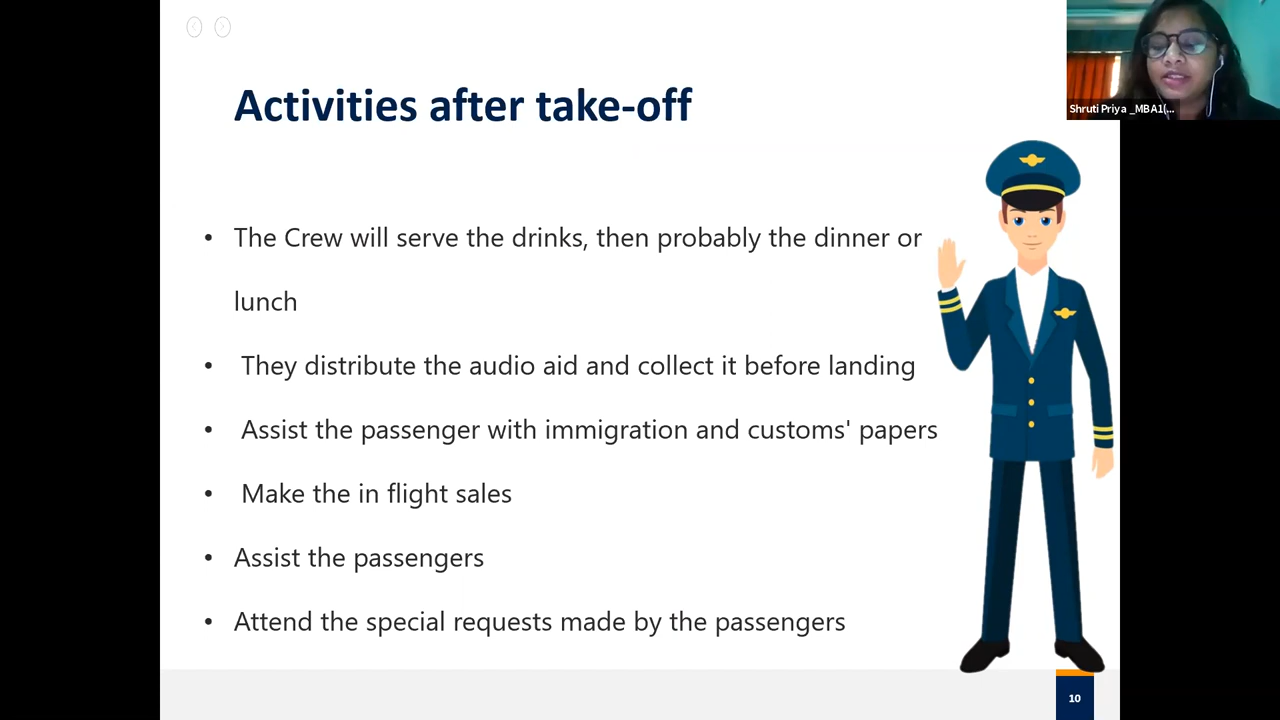 Activities after take-off
• The Crew will serve the drinks, then probably the dinner or
lunch
• They distribute the audio aid and collect it before landing
• Assist the passenger with immigration and customs' papers
• Make the in flight sales
• Assist the passengers
• Attend the special requests made by the passengers
10
Shruti Priya _MBA1(...